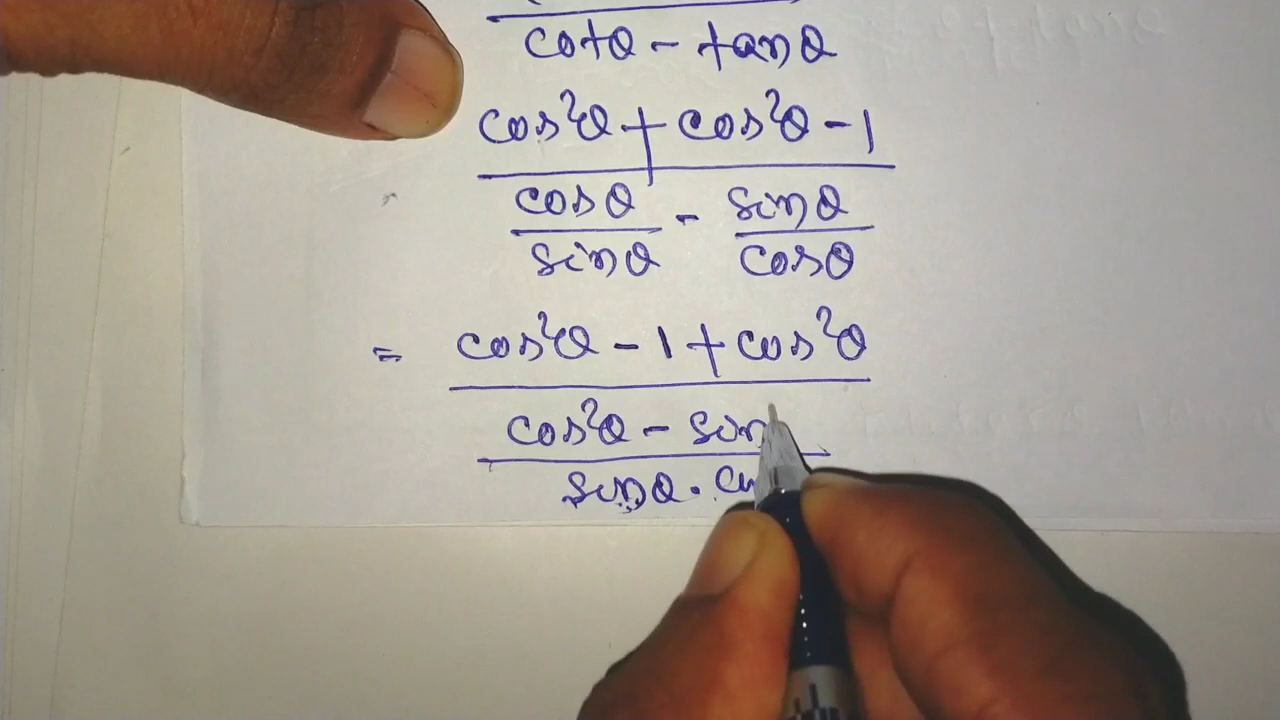 cotθ - tanθ
cos²θ + cos²θ - 1
cosθ / sinθ - sinθ / cosθ
= cos²θ - 1 + cos²θ
cos²θ - sin
sinθ .